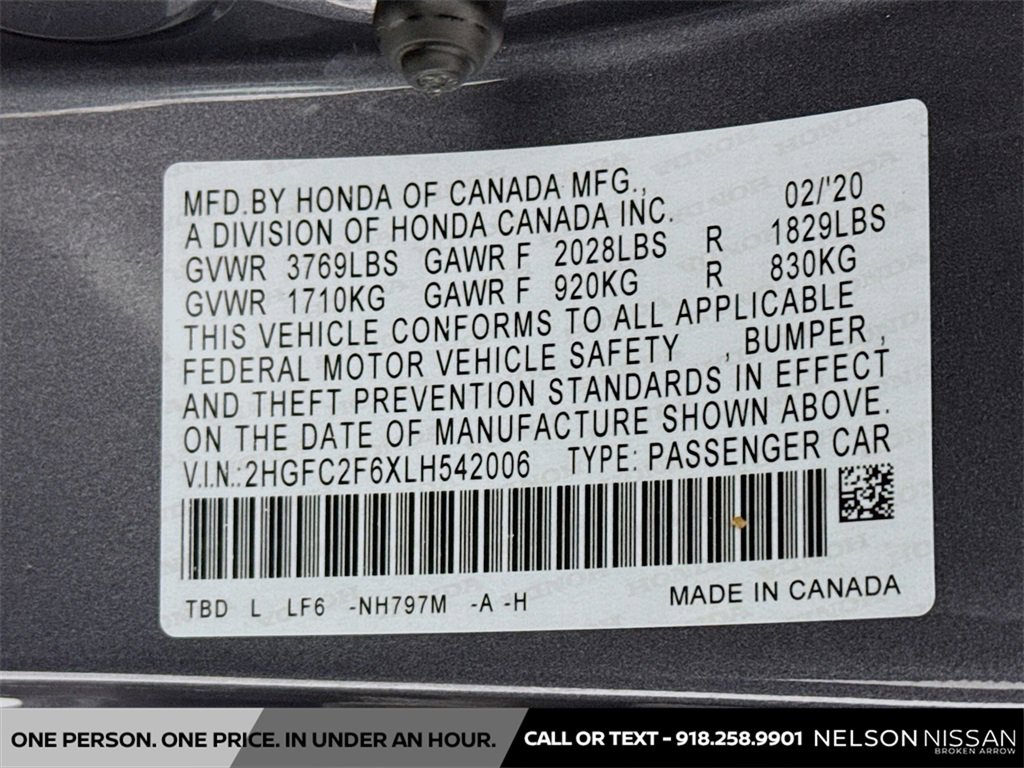 MFD.BY HONDA OF CANADA MFG., 02/'20
A DIVISION OF HONDA CANADA INC.
GVWR 3769LBS GAWR F 2028LBS R 1829LBS
GVWR 1710KG GAWR F 920KG R 830KG
THIS VEHICLE CONFORMS TO ALL APPLICABLE
FEDERAL MOTOR VEHICLE SAFETY , BUMPER ,
AND THEFT PREVENTION STANDARDS IN EFFECT
ON THE DATE OF MANUFACTURE SHOWN ABOVE.
V.I.N.:2HGFC2F6XLH542006 TYPE: PASSENGER CAR
TBD L LF6 -NH797M -A -H MADE IN CANADA
ONE PERSON. ONE PRICE. IN UNDER AN HOUR. CALL OR TEXT - 918.258.9901 NELSON NISSAN
BROKEN ARROW